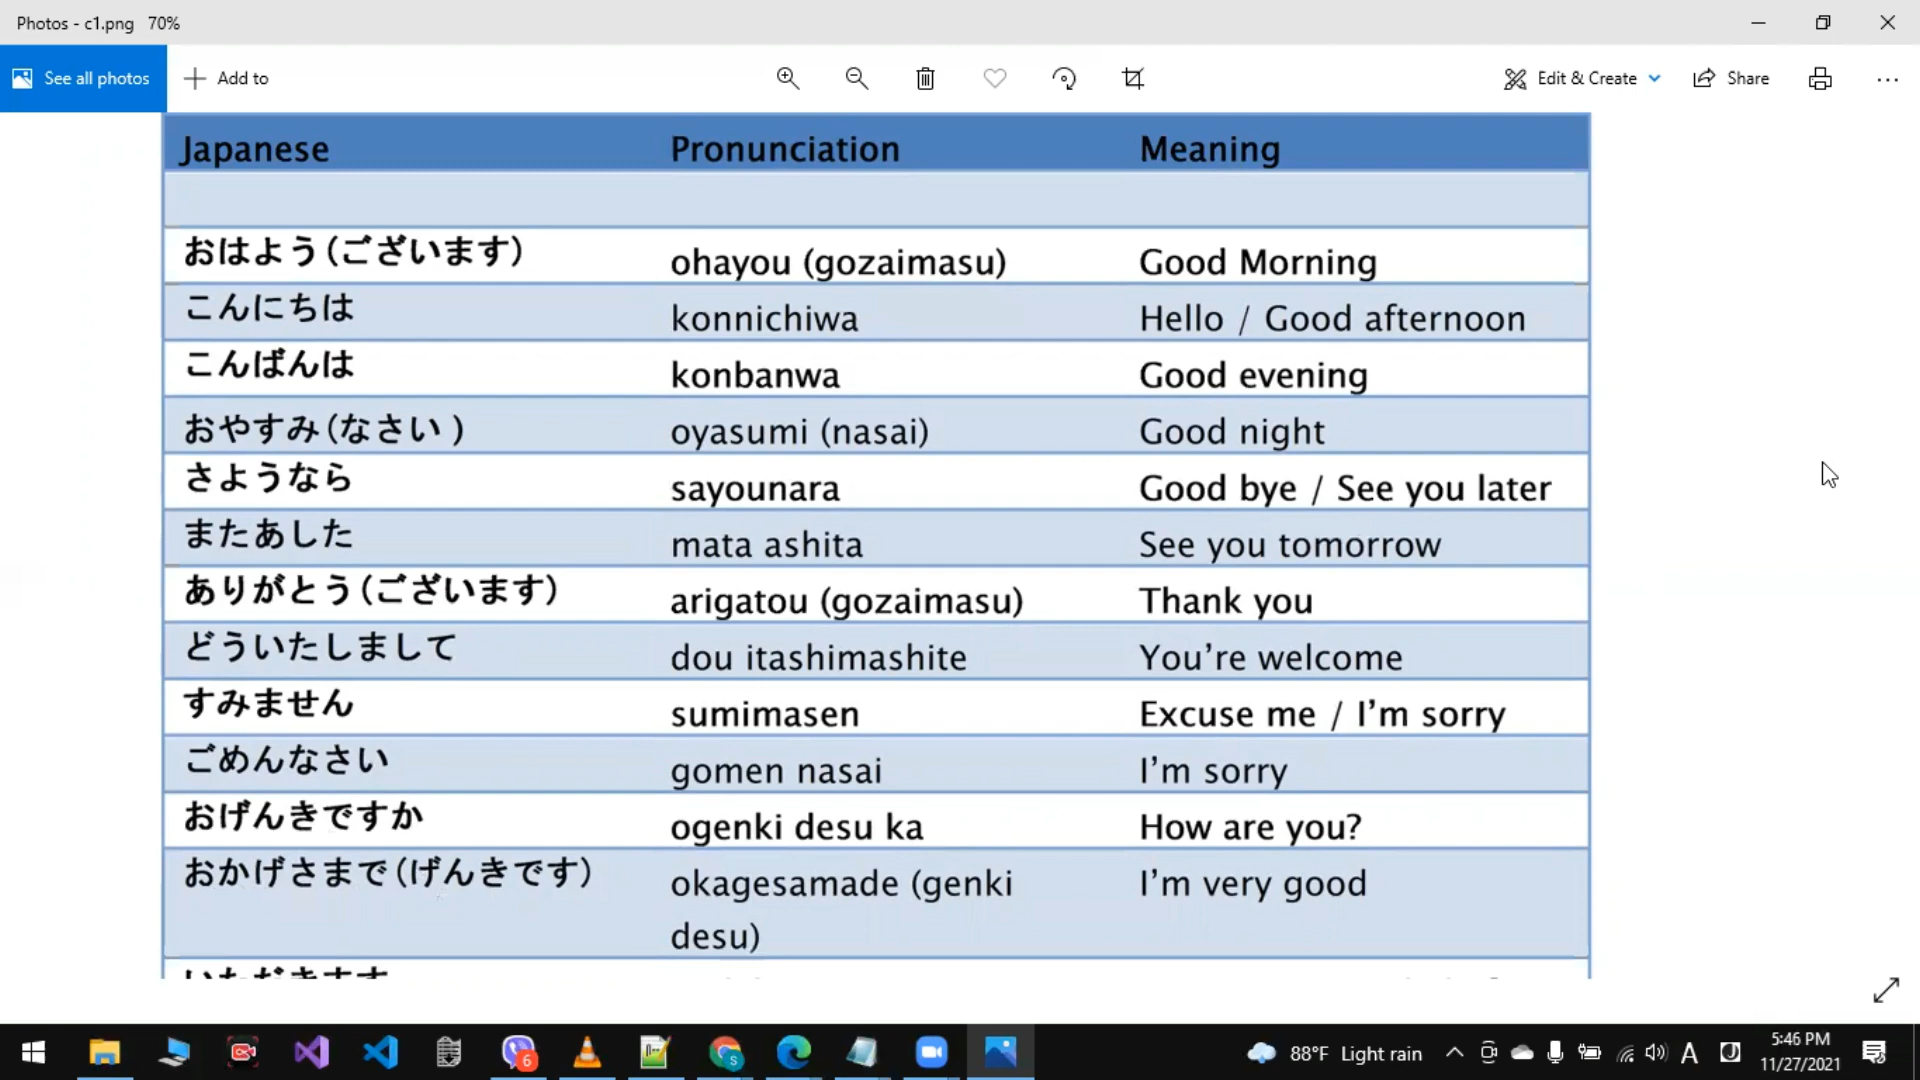 Photos - c1.png 70%
See all photos Add to Edit & Create Share
Japanese Pronunciation Meaning
おはよう(ございます) ohayou (gozaimasu) Good Morning
こんにちは konnichiwa Hello / Good afternoon
こんばんは konbanwa Good evening
おやすみ(なさい ) oyasumi (nasai) Good night
さようなら sayounara Good bye / See you later
またあした mata ashita See you tomorrow
ありがとう(ございます) arigatou (gozaimasu) Thank you
どういたしまして dou itashimashite You’re welcome
すみません sumimasen Excuse me / I’m sorry
ごめんなさい gomen nasai I’m sorry
おげんきですか ogenki desu ka How are you?
おかげさまで(げんきです) okagesamade (genki I’m very good
desu)
6 S 88°F Light rain A J 5:46 PM
11/27/2021